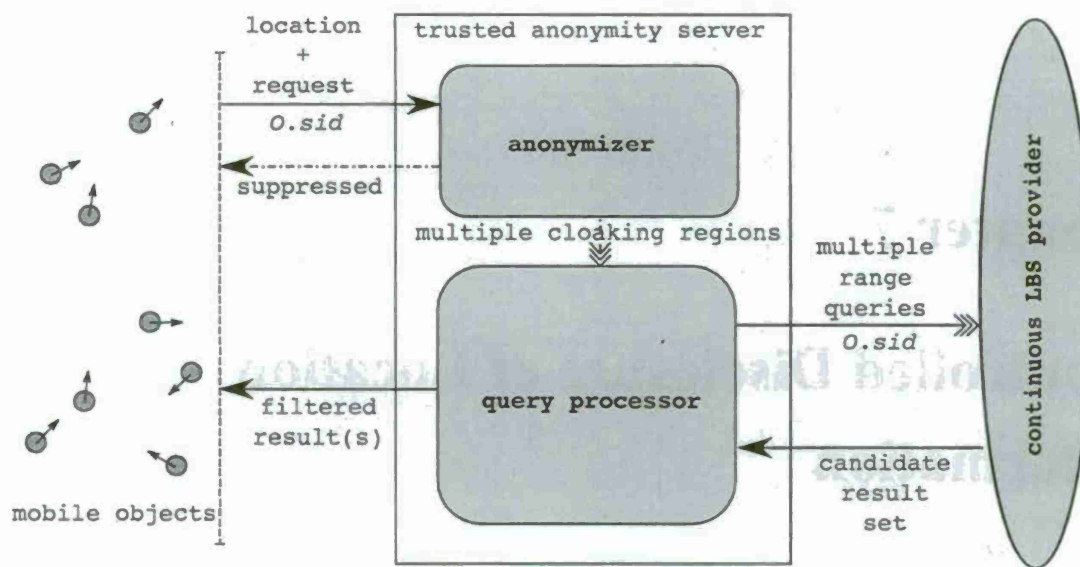 location
+
request
O.sid
suppressed
trusted anonymity server
anonymizer
multiple cloaking regions
query processor
multiple
range
queries
O.sid
continuous LBS provider
filtered
result(s)
candidate
result
set
mobile objects